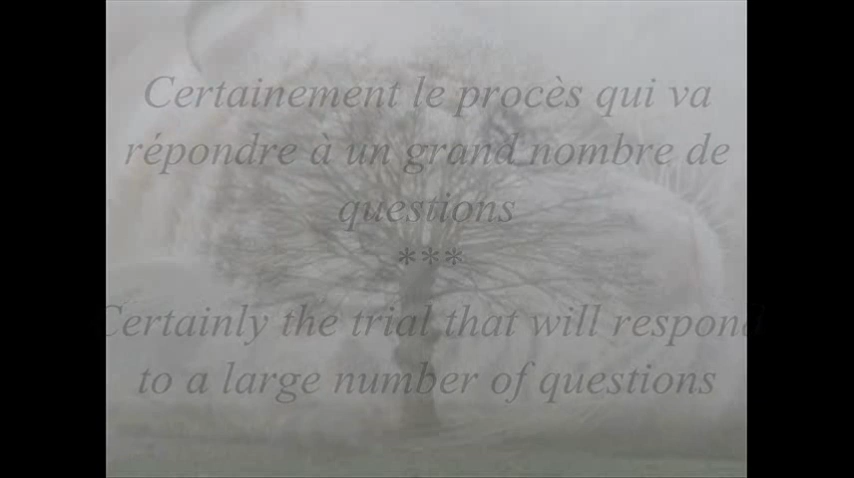 Certainement le procès qui va
répondre à un grand nombre de
questions
***
Certainly the trial that will respond
to a large number of questions